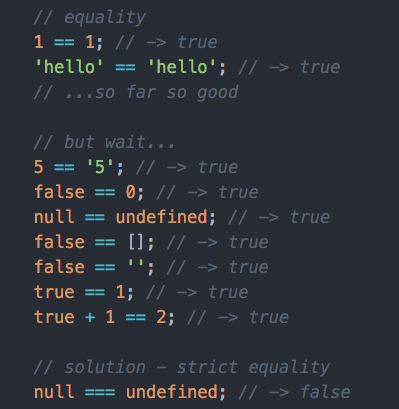 // equality
1 == 1; // -> true
'hello' == 'hello'; // -> true
// ...so far so good

// but wait...
5 == '5'; // -> true
false == 0; // -> true
null == undefined; // -> true
false == []; // -> true
false == ''; // -> true
true == 1; // -> true
true + 1 == 2; // -> true

// solution - strict equality
null === undefined; // -> false